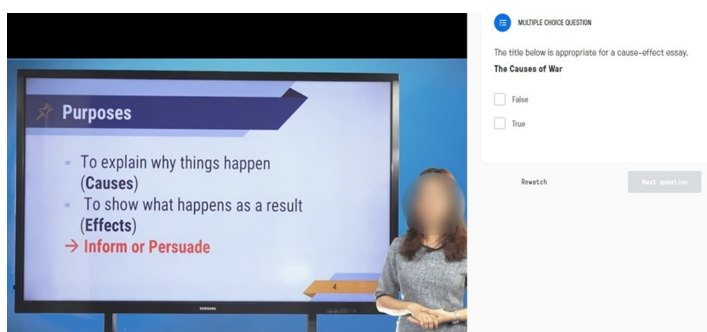 Purposes
To explain why things happen
(Causes)
To show what happens as a result
(Effects)
→ Inform or Persuade
4
SAMSUNG
MULTIPLE CHOICE QUESTION
The title below is appropriate for a cause-effect essay.
The Causes of War
False
True
Rewatch
Next question